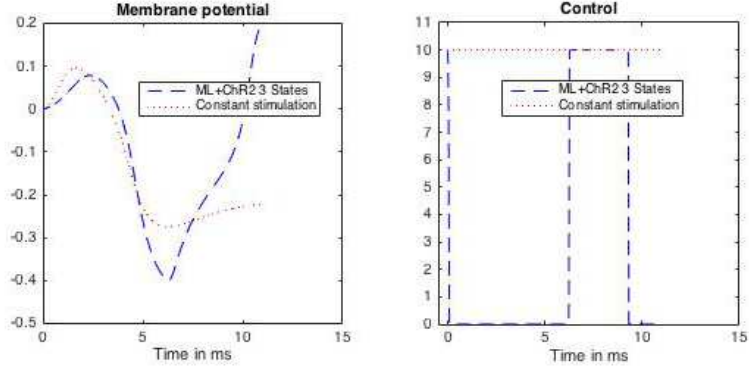 Membrane potential
0.2
0.1
0
-0.1
-0.2
-0.3
-0.4
-0.5
0 5 10 15
Time in ms
ML+ChR2 3 States
Constant stimulation
Control
11
10
9
8
7
6
5
4
3
2
1
0
0 5 10 15
Time in ms
ML+ChR2 3 States
Constant stimulation